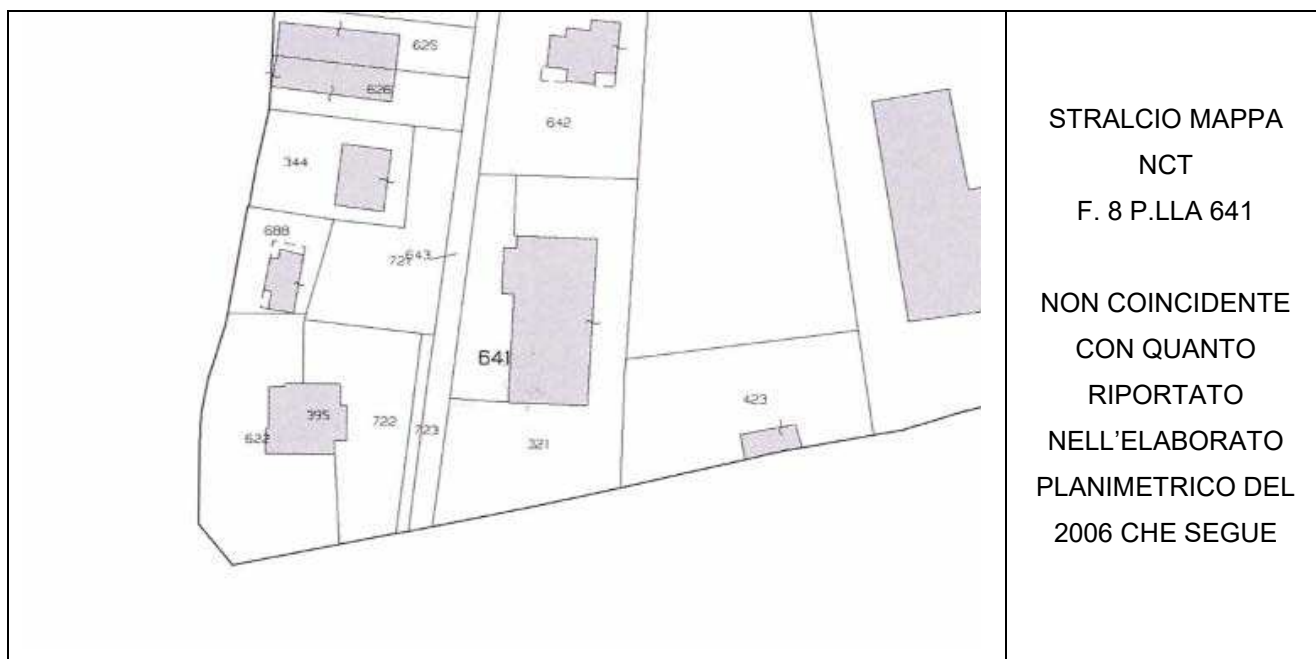 625
626
642
344
688
721
643
641
395
622
722
723
321
423
STRALCIO MAPPA
NCT
F. 8 P.LLA 641
NON COINCIDENTE
CON QUANTO
RIPORTATO
NELL'ELABORATO
PLANIMETRICO DEL
2006 CHE SEGUE